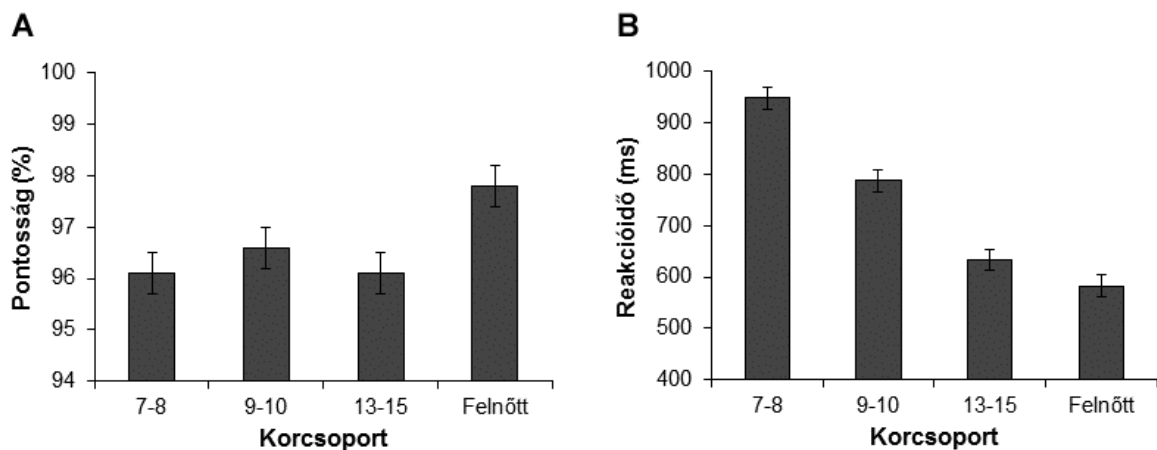 A
Pontosság (%)
100
99
98
97
96
95
94
7-8
9-10
13-15
Felnőtt
Korcsoport
B
Reakcióidő (ms)
1000
900
800
700
600
500
400
7-8
9-10
13-15
Felnőtt
Korcsoport